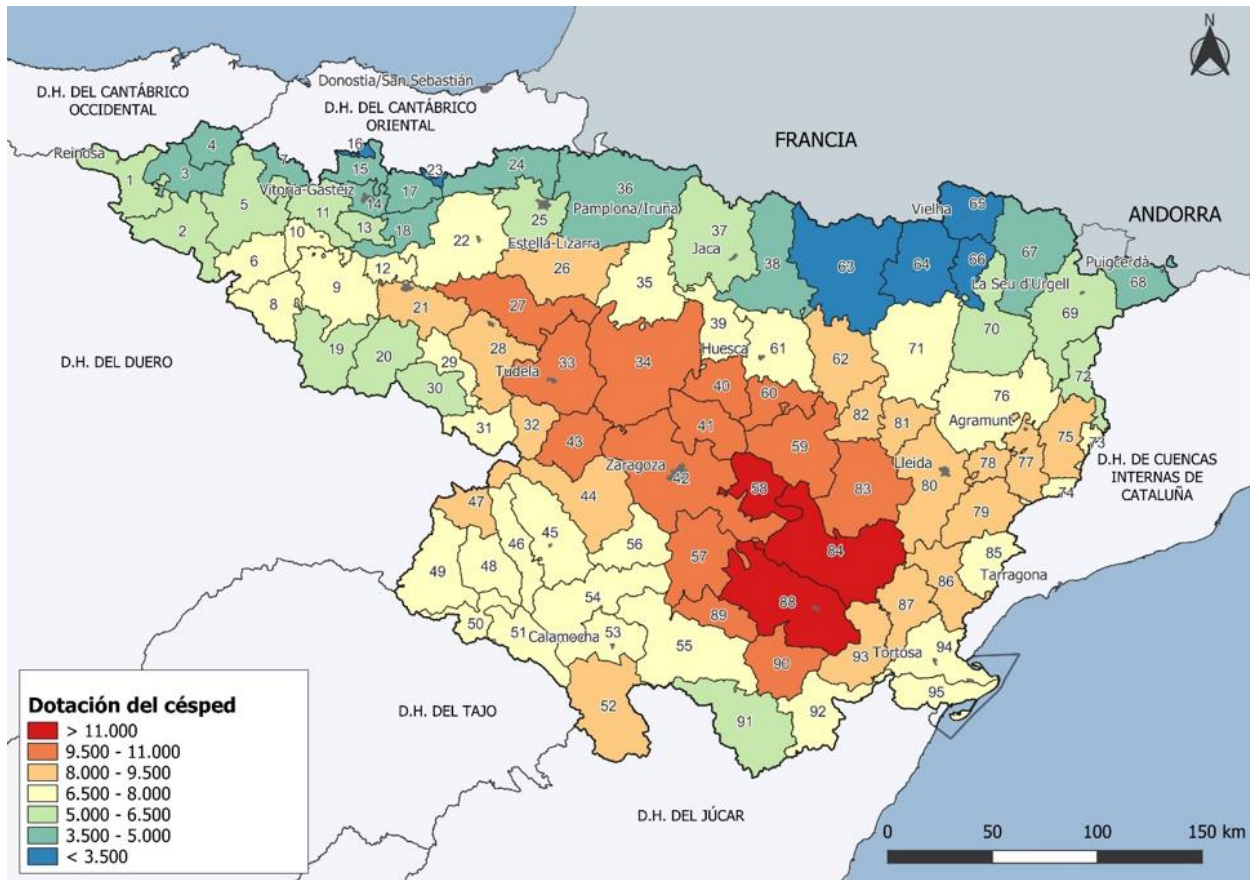 N
Donostia/San Sebastián
D.H. DEL CANTÁBRICO
OCCIDENTAL
D.H. DEL CANTÁBRICO
ORIENTAL
FRANCIA
Reinosa
4
16
7
15
23
24
1
3
Vitoria-Gasteiz
17
14
36
Vielha
65
ANDORRA
5
11
13
18
25
Pamplona/Iruña
37
2
10
22
Estella-Lizarra
Jaca
38
63
64
66
67
Puigcerdà
La Seu d'Urgell
68
6
12
26
9
35
8
21
27
39
69
70
D.H. DEL DUERO
19
20
28
33
34
Huesca
61
62
71
29
Tudela
72
30
40
60
82
76
31
32
41
81
Agramunt
43
59
75
73
Zaragoza
42
Lleida
78
77
D.H. DE CUENCAS
INTERNAS DE
CATALUÑA
58
83
80
47
44
74
79
46
45
56
57
84
85
49
48
86
Tarragona
54
88
87
89
50
51
Calamocha
53
55
93
Tortosa
94
90
95
52
91
92
D.H. DEL TAJO
D.H. DEL JÚCAR
Dotación del césped
> 11.000
9.500 - 11.000
8.000 - 9.500
6.500 - 8.000
5.000 - 6.500
3.500 - 5.000
< 3.500
0 50 100 150 km